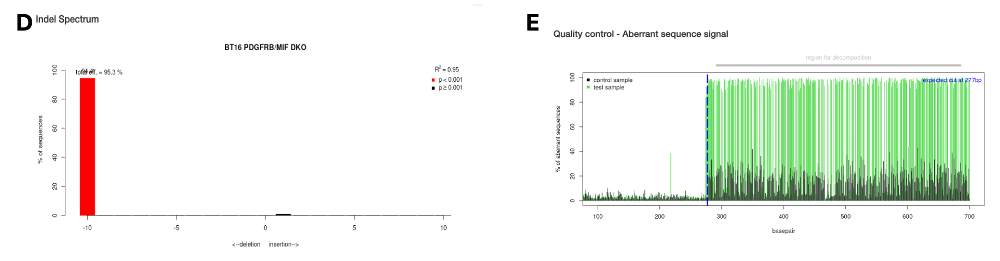 D Indel Spectrum
BT16 PDGFRB/MIF DKO
94.4
total eff. = 95.3 %
R2 = 0.95
p < 0.001
p ≥ 0.001
% of sequences
100
80
60
40
20
0
-10 -5 0 5 10
<--deletion insertion-->
E
Quality control - Aberrant sequence signal
region for decomposition
control sample
test sample
expected cut at 277bp
% of aberrant sequences
100
80
60
40
20
0
100 200 300 400 500 600 700
basepair